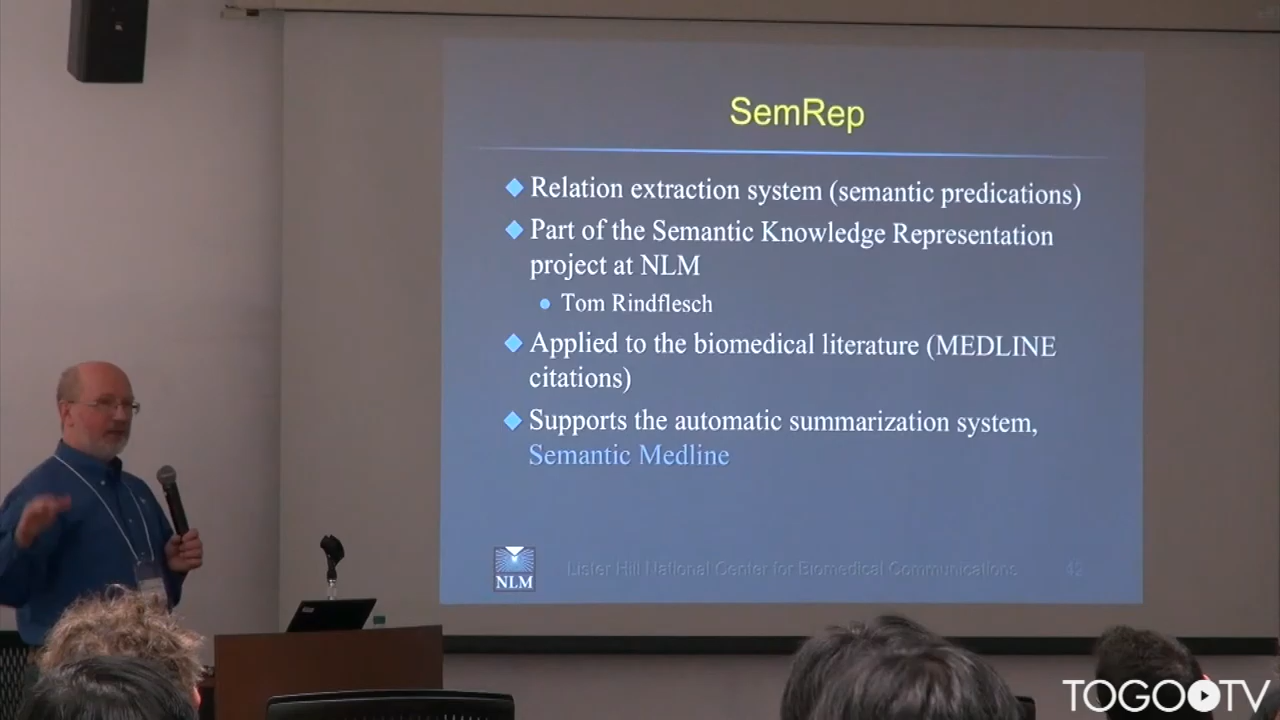 SemRep
Relation extraction system (semantic predications)
Part of the Semantic Knowledge Representation
project at NLM
Tom Rindflesch
Applied to the biomedical literature (MEDLINE
citations)
Supports the automatic summarization system,
Semantic Medline
NLM
Lister Hill National Center for Biomedical Communications
TOGO TV